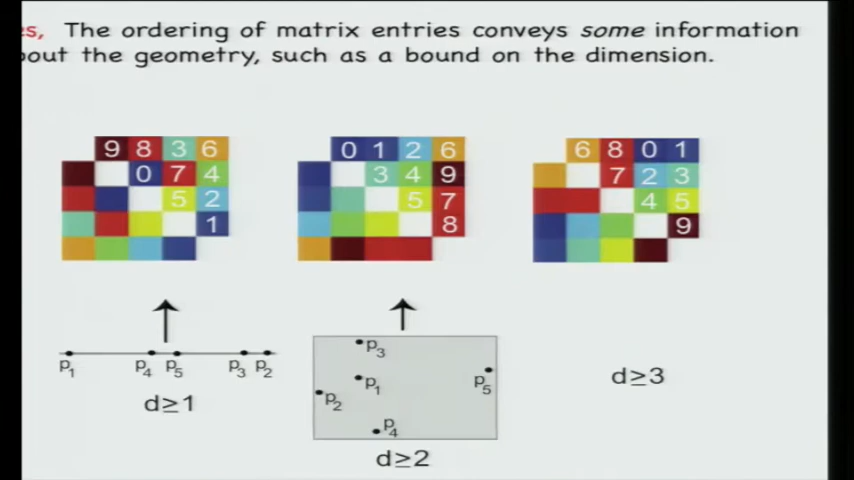 es, The ordering of matrix entries conveys some information
bout the geometry, such as a bound on the dimension.
9 8 3 6
0 7 4
5 2
1
0 1 2 6
3 4 9
5 7
8
6 8 0 1
7 2 3
4 5
9
p1 p4 p5 p3 p2
d≥1
p3
p1
p5
p2
p4
d≥2
d≥3